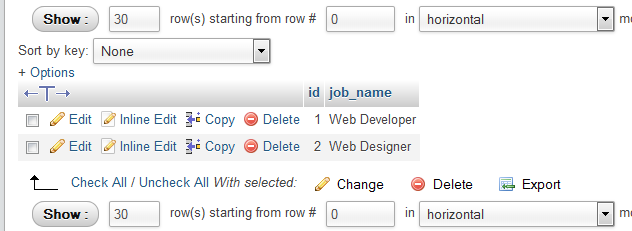 Show : 30 row(s) starting from row # 0 in horizontal
Sort by key: None
+ Options
id job_name
Edit Inline Edit Copy Delete 1 Web Developer
Edit Inline Edit Copy Delete 2 Web Designer
Check All / Uncheck All With selected: Change Delete Export
Show : 30 row(s) starting from row # 0 in horizontal